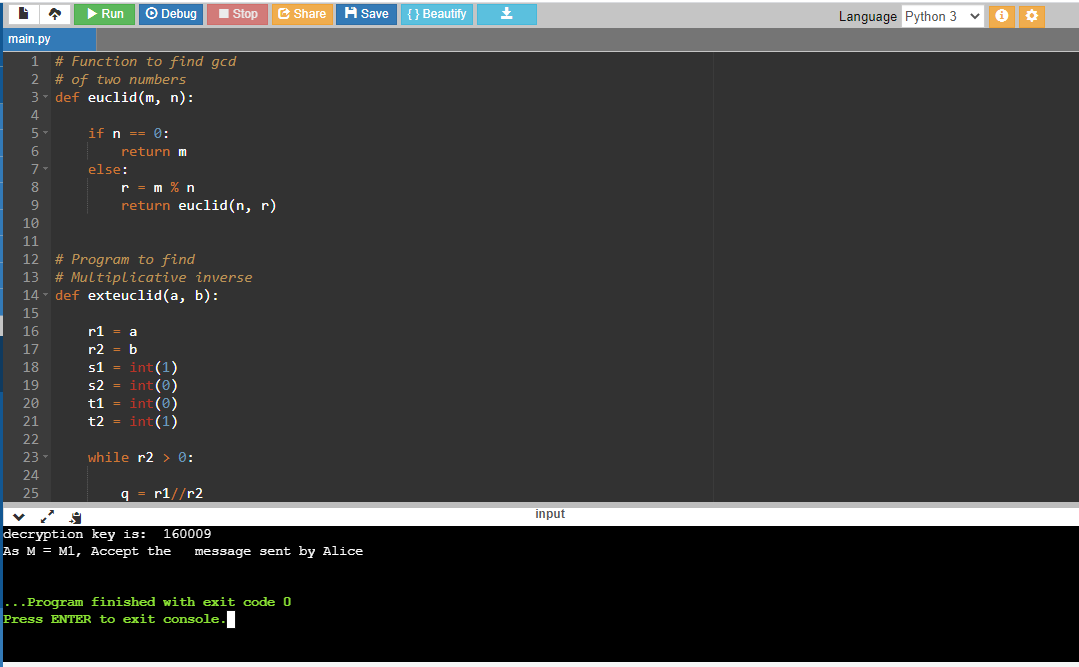 Run Debug Stop Share Save { } Beautify Language Python 3
main.py
1 # Function to find gcd
2 # of two numbers
3 def euclid(m, n):
4
5     if n == 0:
6         return m
7     else:
8         r = m % n
9         return euclid(n, r)
10
11
12 # Program to find
13 # Multiplicative inverse
14 def exteuclid(a, b):
15
16     r1 = a
17     r2 = b
18     s1 = int(1)
19     s2 = int(0)
20     t1 = int(0)
21     t2 = int(1)
22
23     while r2 > 0:
24
25         q = r1//r2
input
decryption key is:  160009
As M = M1, Accept the   message sent by Alice
...Program finished with exit code 0
Press ENTER to exit console.